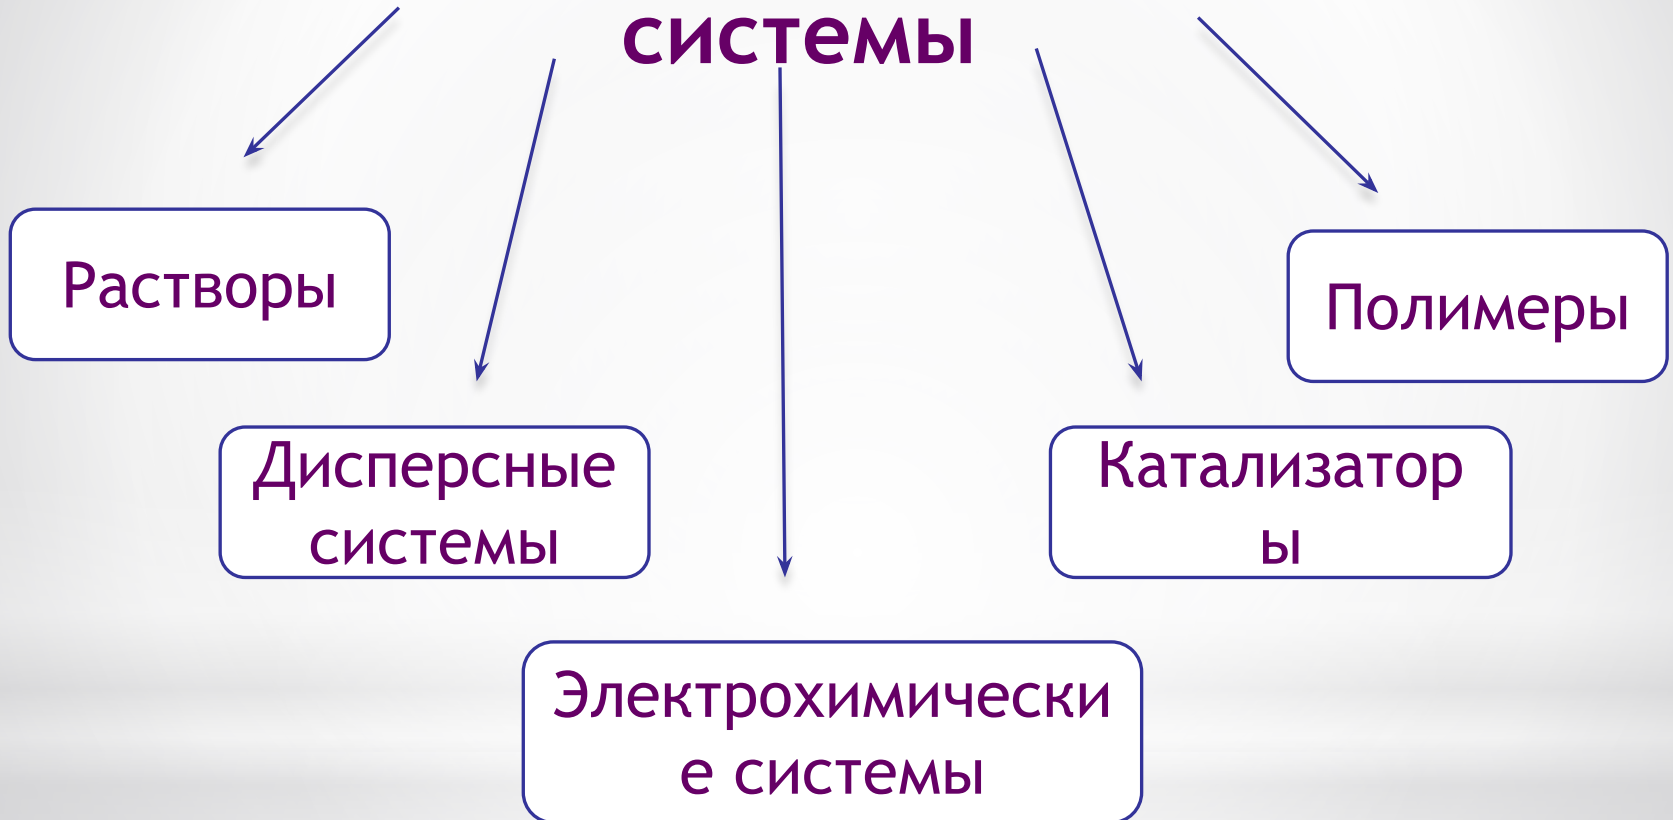 системы
Растворы
Полимеры
Дисперсные
системы
Катализатор
ы
Электрохимически
е системы